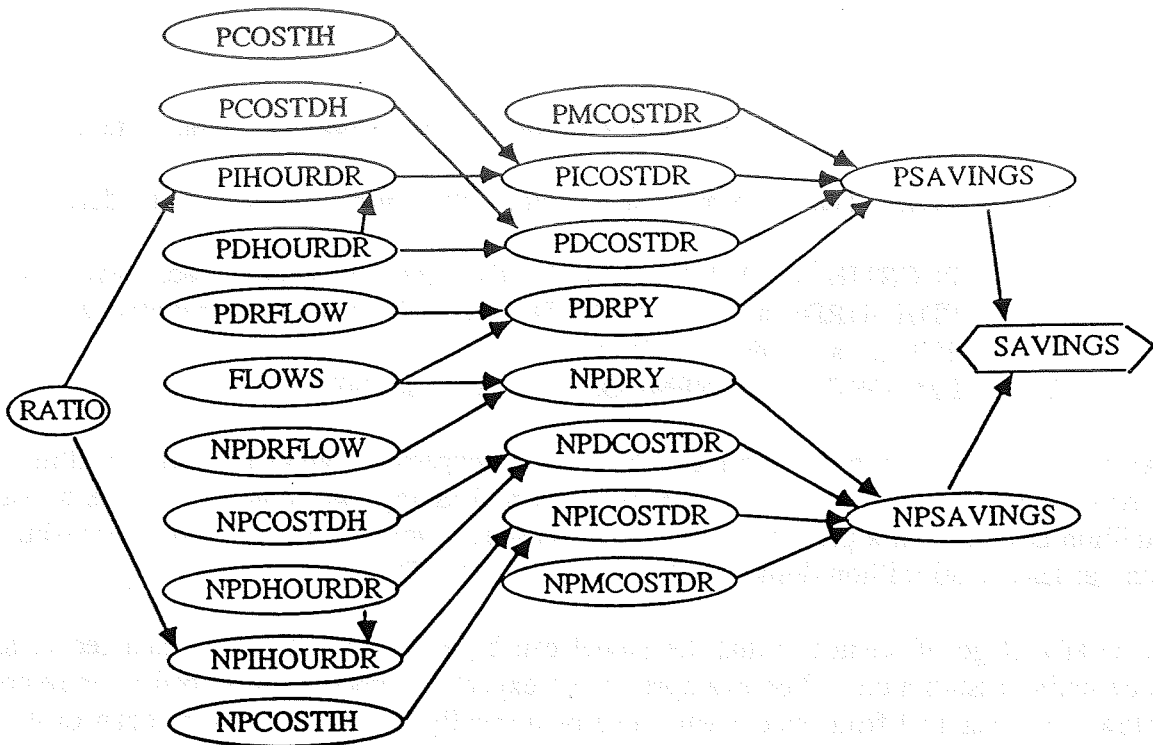 PCOSTIH
PCOSTDH
PMCOSTDR
PIHOURDR
PICOSTDR
PSAVINGS
PDHOURDR
PDCOSTDR
PDRFLOW
PDRPY
SAVINGS
FLOWS
NPDRY
RATIO
NPDRFLOW
NPDCOSTDR
NPCOSTDH
NPICOSTDR
NPSAVINGS
NPDHOURDR
NPMCOSTDR
NPIHOURDR
NPCOSTIH